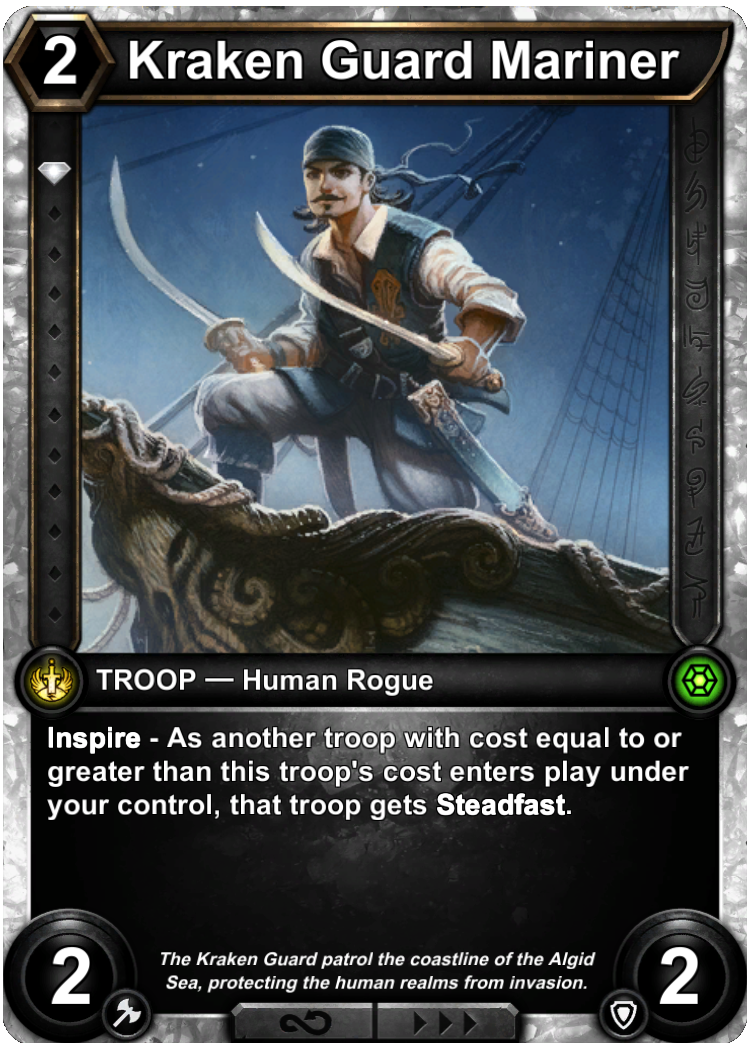 2 Kraken Guard Mariner
TROOP — Human Rogue
Inspire - As another troop with cost equal to or
greater than this troop's cost enters play under
your control, that troop gets Steadfast.
The Kraken Guard patrol the coastline of the Algid
Sea, protecting the human realms from invasion.
2 2